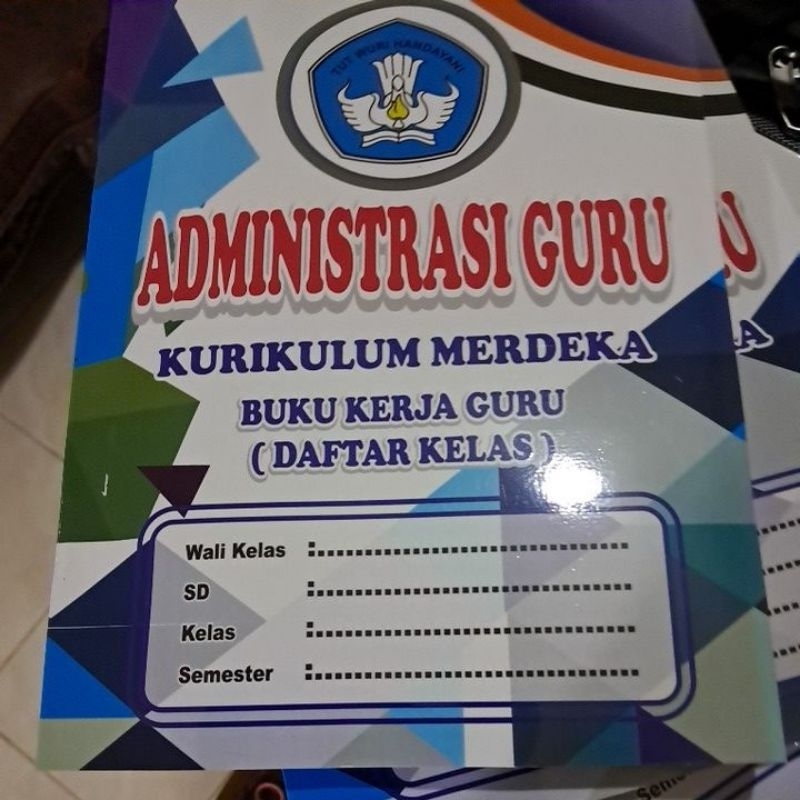 TUT WURI HANDAYANI
ADMINISTRASI GURU
KURIKULUM MERDEKA
BUKU KERJA GURU
( DAFTAR KELAS )
Wali Kelas :
SD :
Kelas :
Semester :
U
A